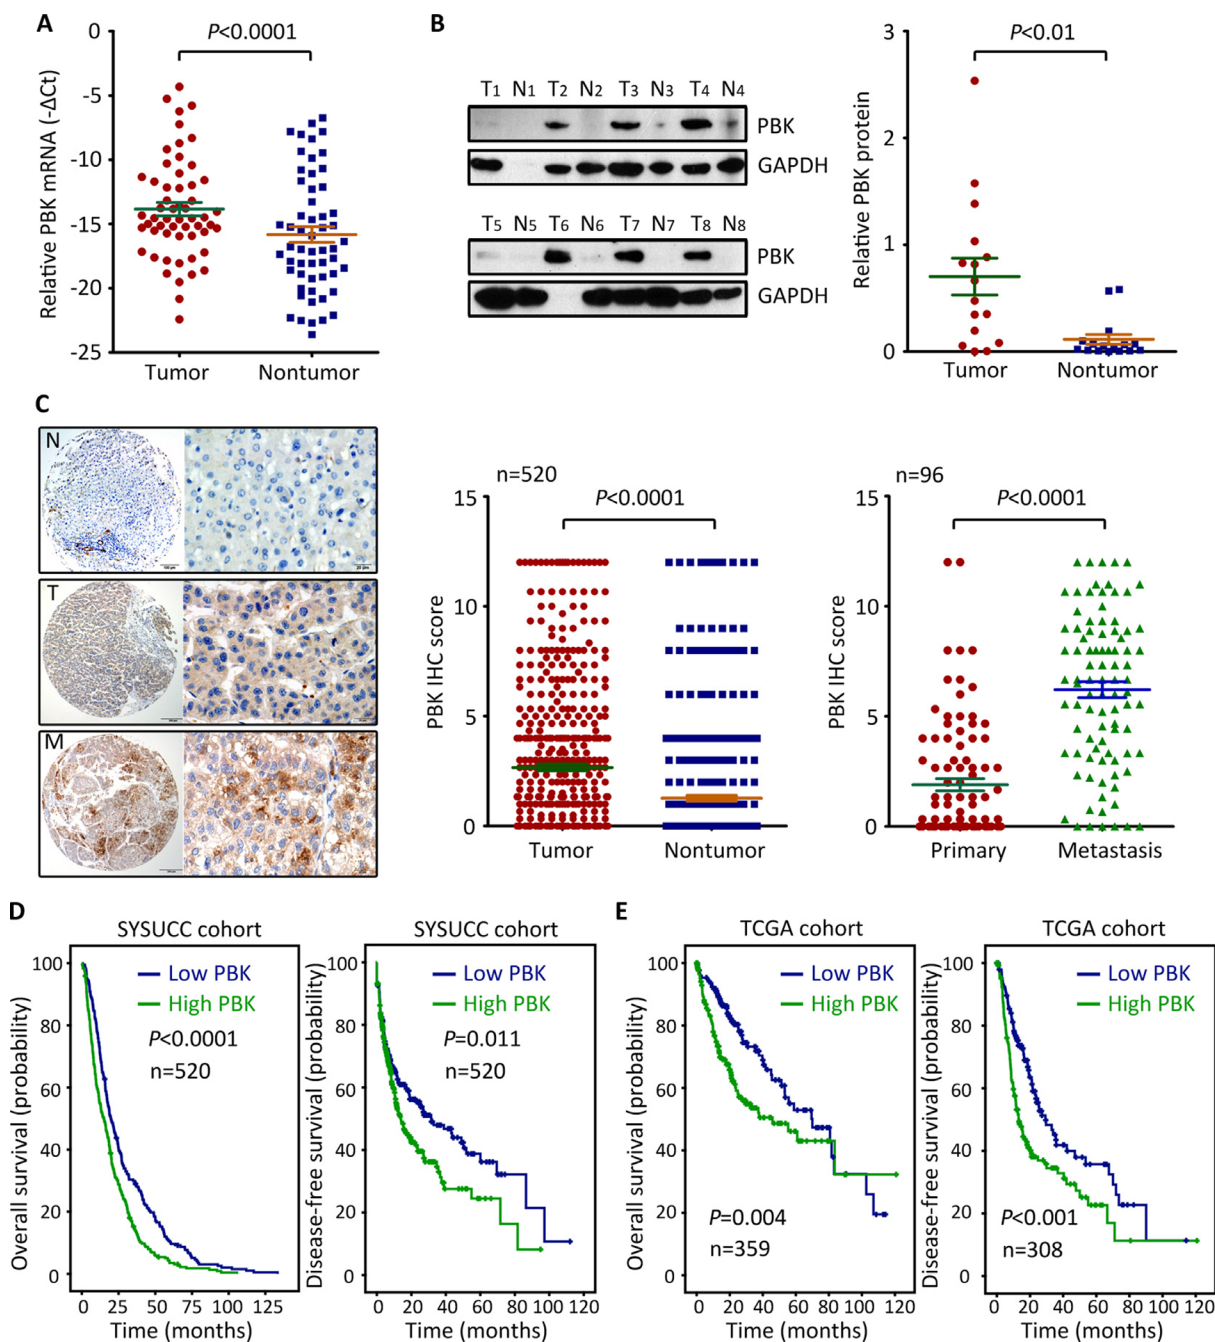 A
Relative PBK mRNA (-ΔCt)
0
-5
-10
-15
-20
-25
P<0.0001
Tumor Nontumor
B
T1 N1 T2 N2 T3 N3 T4 N4
PBK
GAPDH
T5 N5 T6 N6 T7 N7 T8 N8
PBK
GAPDH
Relative PBK protein
3
2
1
0
P<0.01
Tumor Nontumor
C
N
T
M
n=520
P<0.0001
PBK IHC score
15
10
5
0
Tumor Nontumor
n=96
P<0.0001
PBK IHC score
15
10
5
0
Primary Metastasis
D
SYSUCC cohort
Overall survival (probability)
100
80
60
40
20
0
Low PBK
High PBK
P<0.0001
n=520
0 25 50 75 100 125
Time (months)
SYSUCC cohort
Disease-free survival (probability)
100
80
60
40
20
0
Low PBK
High PBK
P=0.011
n=520
0 20 40 60 80 100 120
Time (months)
E
TCGA cohort
Overall survival (probability)
100
80
60
40
20
0
Low PBK
High PBK
P=0.004
n=359
0 20 40 60 80 100 120
Time (months)
TCGA cohort
Disease-free survival (probability)
100
80
60
40
20
0
Low PBK
High PBK
P<0.001
n=308
0 20 40 60 80 100 120
Time (months)